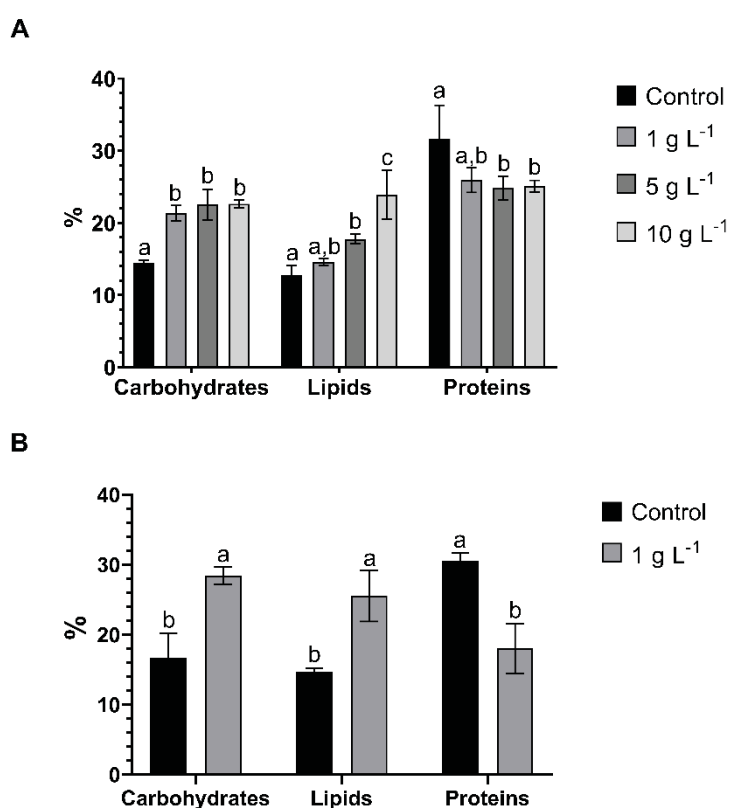 A
40
30
20
10
0
%
a
b
b
b
a
a,b
b
c
a
a,b
b
b
Carbohydrates
Lipids
Proteins
Control
1 g L⁻¹
5 g L⁻¹
10 g L⁻¹
B
40
30
20
10
0
%
b
a
b
a
a
b
Carbohydrates
Lipids
Proteins
Control
1 g L⁻¹